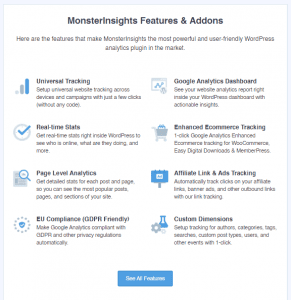 MonsterInsights Features & Addons
Here are the features that make MonsterInsights the most powerful and user-friendly WordPress
analytics plugin in the market.
Universal Tracking
Setup universal website tracking across
devices and campaigns with just a few clicks
(without any code).
Google Analytics Dashboard
See your website analytics report right
inside your WordPress dashboard with
actionable insights.
Real-time Stats
Get real-time stats right inside WordPress to
see who is online, what are they doing, and
more.
Enhanced Ecommerce Tracking
1-click Google Analytics Enhanced
Ecommerce tracking for WooCommerce,
Easy Digital Downloads & MemberPress.
Page Level Analytics
Get detailed stats for each post and page,
so you can see the most popular posts,
pages, and sections of your site.
Affiliate Link & Ads Tracking
Automatically track clicks on your affiliate
links, banner ads, and other outbound links
with our link tracking.
EU Compliance (GDPR Friendly)
Make Google Analytics compliant with
GDPR and other privacy regulations
automatically.
Custom Dimensions
Setup tracking for authors, categories, tags,
searches, custom post types, users, and
other events with 1-click.
See All Features